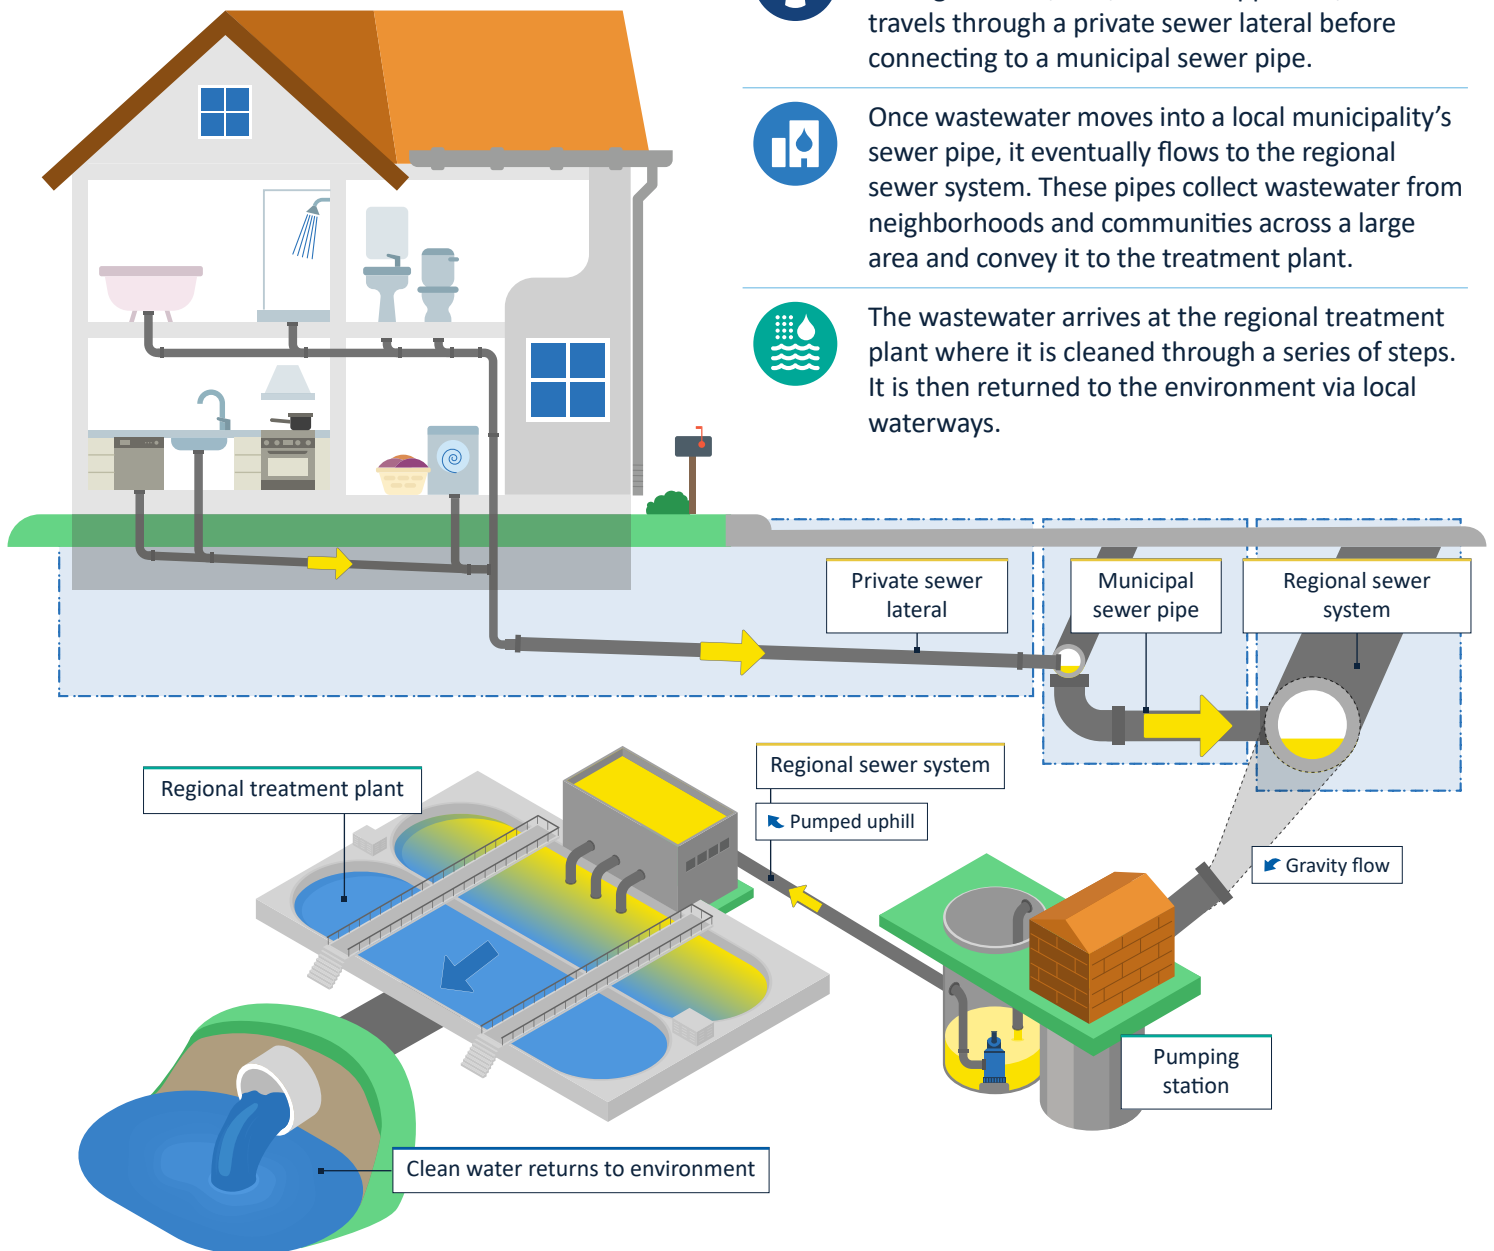 travels through a private sewer lateral before
connecting to a municipal sewer pipe.
Once wastewater moves into a local municipality's
sewer pipe, it eventually flows to the regional
sewer system. These pipes collect wastewater from
neighborhoods and communities across a large
area and convey it to the treatment plant.
The wastewater arrives at the regional treatment
plant where it is cleaned through a series of steps.
It is then returned to the environment via local
waterways.
Private sewer
lateral
Municipal
sewer pipe
Regional sewer
system
Regional sewer system
Regional treatment plant
Pumped uphill
Gravity flow
Pumping
station
Clean water returns to environment